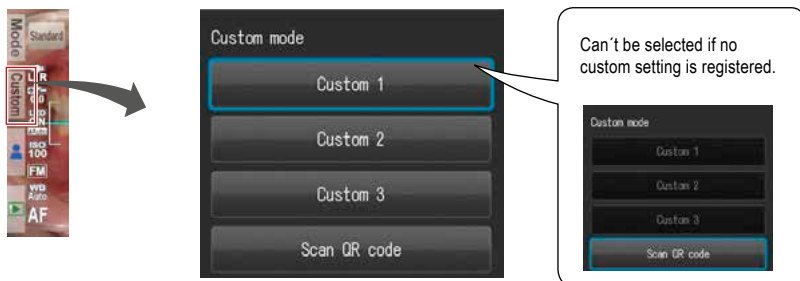 Mode
Standard
Custom
ISO
100
FM
WB
Auto
AF
Custom mode
Custom 1
Custom 2
Custom 3
Scan QR code
Can´t be selected if no
custom setting is registered.
Custom mode
Custom 1
Custom 2
Custom 3
Scan QR code